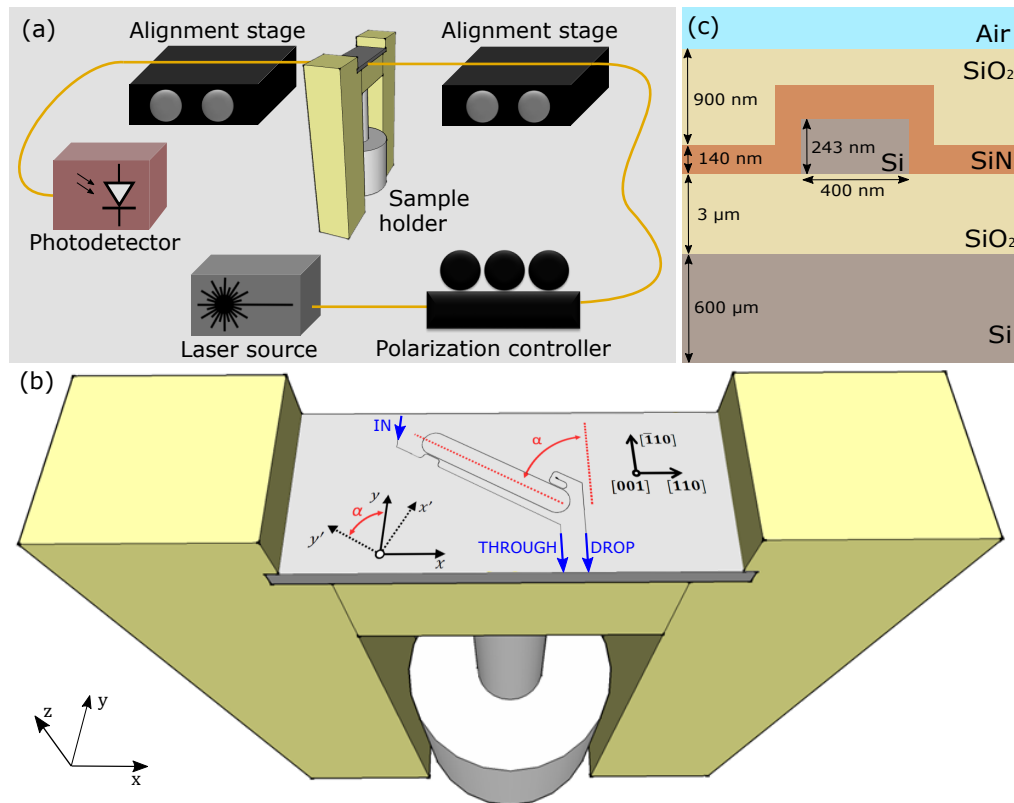 (a)
Alignment stage
Alignment stage
Sample
holder
Photodetector
Laser source
Polarization controller
(c)
Air
SiO₂
900 nm
140 nm
243 nm
Si
SiN
400 nm
3 µm
SiO₂
600 µm
Si
(b)
IN
α
[1̄10]
[001]
[110]
y
x'
α
y'
x
THROUGH
DROP
z
y
x